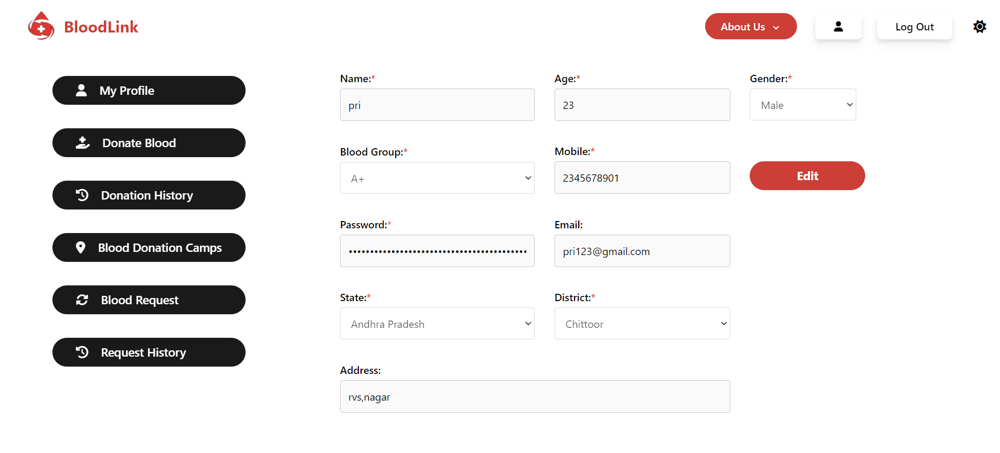 BloodLink
About Us
Log Out
My Profile
Donate Blood
Donation History
Blood Donation Camps
Blood Request
Request History
Name:*
pri
Age:*
23
Gender:*
Male
Blood Group:*
A+
Mobile:*
2345678901
Edit
Password:*
Email:
pri123@gmail.com
State:*
Andhra Pradesh
District:*
Chittoor
Address:
rvs,nagar